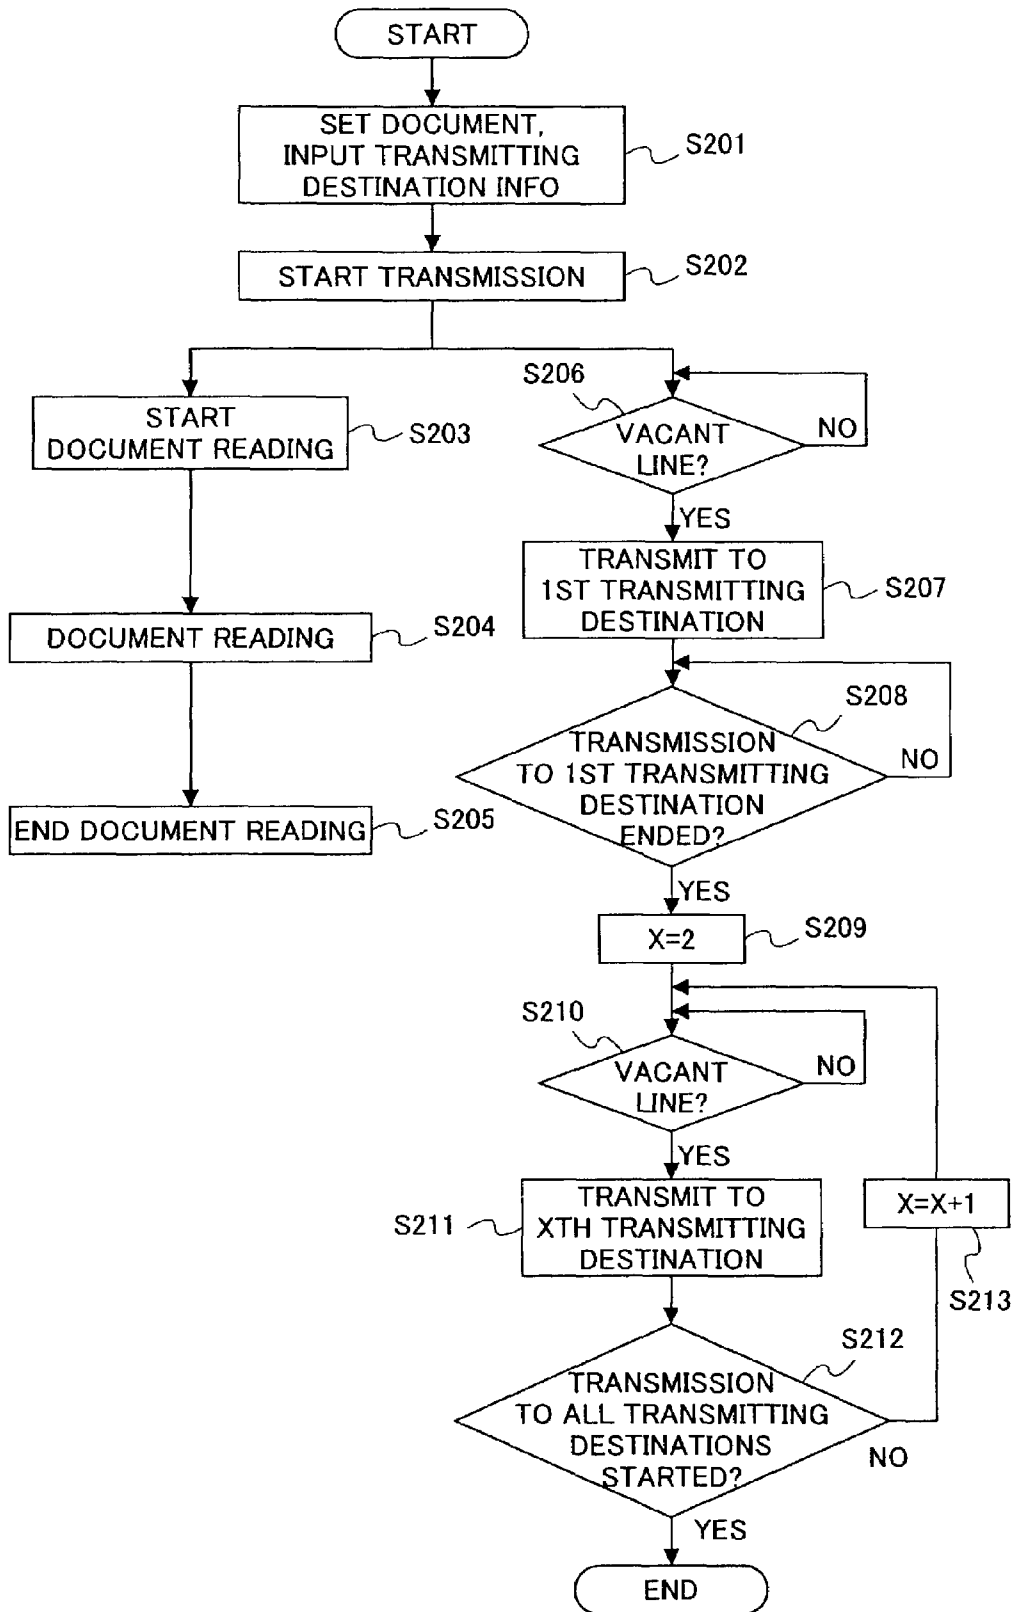 START
SET DOCUMENT,
INPUT TRANSMITTING
DESTINATION INFO
S201
START TRANSMISSION
S202
START
DOCUMENT READING
S203
DOCUMENT READING
S204
END DOCUMENT READING
S205
S206
VACANT
LINE?
NO
YES
TRANSMIT TO
1ST TRANSMITTING
DESTINATION
S207
S208
TRANSMISSION
TO 1ST TRANSMITTING
DESTINATION
ENDED?
NO
YES
X=2
S209
S210
VACANT
LINE?
NO
YES
TRANSMIT TO
XTH TRANSMITTING
DESTINATION
S211
X=X+1
S213
S212
TRANSMISSION
TO ALL TRANSMITTING
DESTINATIONS
STARTED?
NO
YES
END